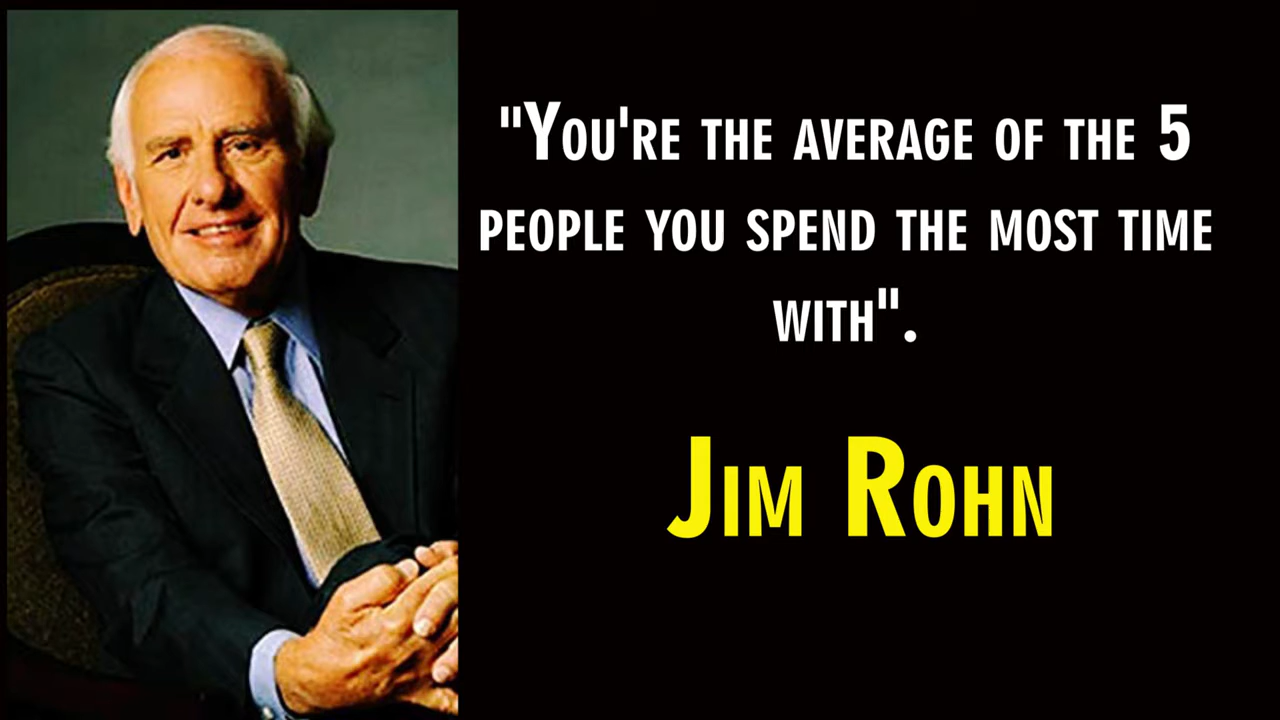 "You're the average of the 5
people you spend the most time
with".
Jim Rohn